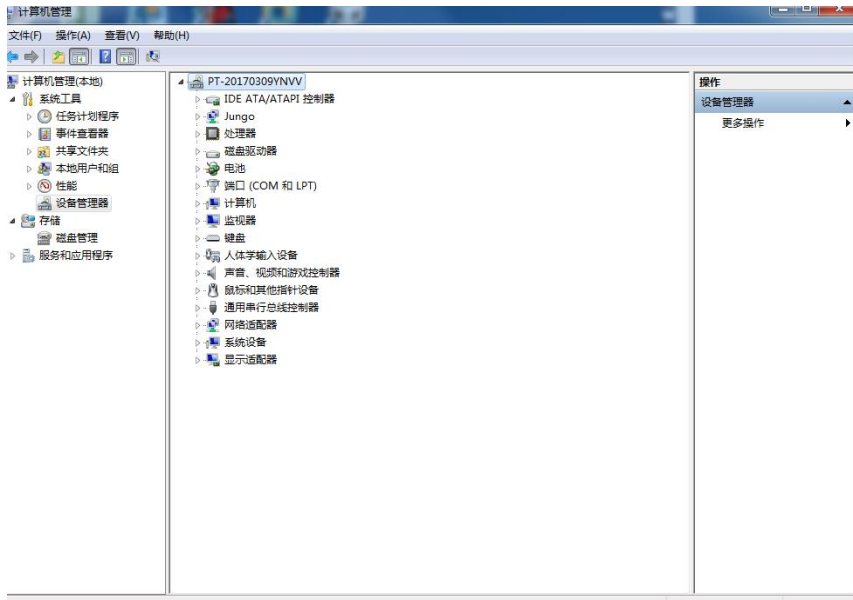 计算机管理
文件(F) 操作(A) 查看(V) 帮助(H)
计算机管理(本地)
系统工具
任务计划程序
事件查看器
共享文件夹
本地用户和组
性能
设备管理器
存储
磁盘管理
服务和应用程序
PT-20170309YNVV
IDE ATA/ATAPI 控制器
Jungo
处理器
磁盘驱动器
电池
端口 (COM 和 LPT)
计算机
监视器
键盘
人体学输入设备
声音、视频和游戏控制器
鼠标和其他指针设备
通用串行总线控制器
网络适配器
系统设备
显示适配器
操作
设备管理器
更多操作